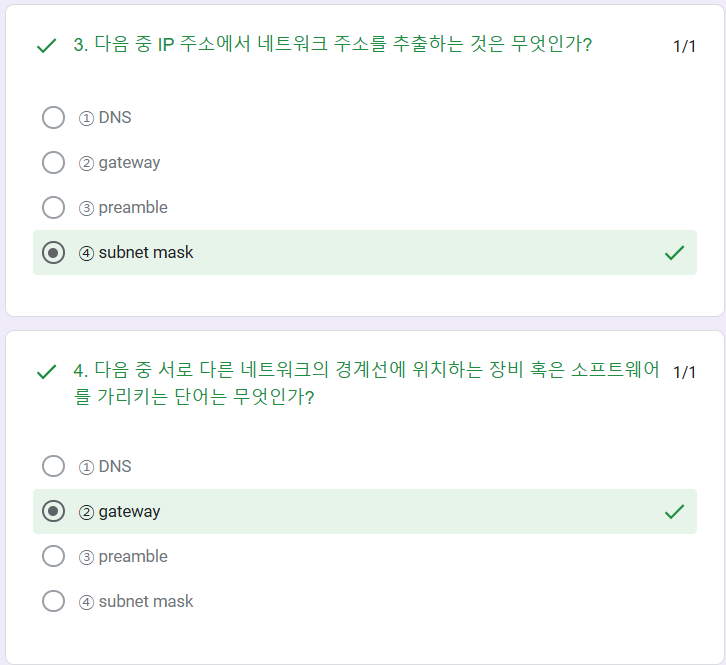 3. 다음 중 IP 주소에서 네트워크 주소를 추출하는 것은 무엇인가? 1/1
① DNS
② gateway
③ preamble
④ subnet mask
4. 다음 중 서로 다른 네트워크의 경계선에 위치하는 장비 혹은 소프트웨어 1/1
를 가리키는 단어는 무엇인가?
① DNS
② gateway
③ preamble
④ subnet mask